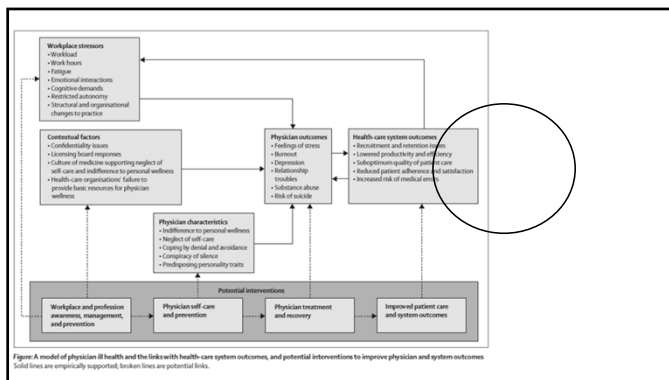 Workplace stressors
• Workload
• Work hours
• Fatigue
• Emotional interactions
• Cognitive demands
• Restricted autonomy
• Structural and organisational
changes to practice
Contextual factors
• Confidentiality issues
• Licensing board responses
• Culture of medicine supporting neglect of
self-care and indifference to personal wellness
• Health-care organisations' failure to
provide basic resources for physician
wellness
Physician outcomes
• Feelings of stress
• Burnout
• Depression
• Relationship
troubles
• Substance abuse
• Risk of suicide
Health-care system outcomes
• Recruitment and retention issues
• Lowered productivity and efficiency
• Suboptimum quality of patient care
• Reduced patient adherence and satisfaction
• Increased risk of medical errors
Physician characteristics
• Indifference to personal wellness
• Neglect of self-care
• Coping by denial and avoidance
• Conspiracy of silence
• Predisposing personality traits
Potential interventions
Workplace and profession
awareness, management,
and prevention
Physician self-care
and prevention
Physician treatment
and recovery
Improved patient care
and system outcomes
Figure: A model of physician ill health and the links with health-care system outcomes, and potential interventions to improve physician and system outcomes
Solid lines are empirically supported; broken lines are potential links.